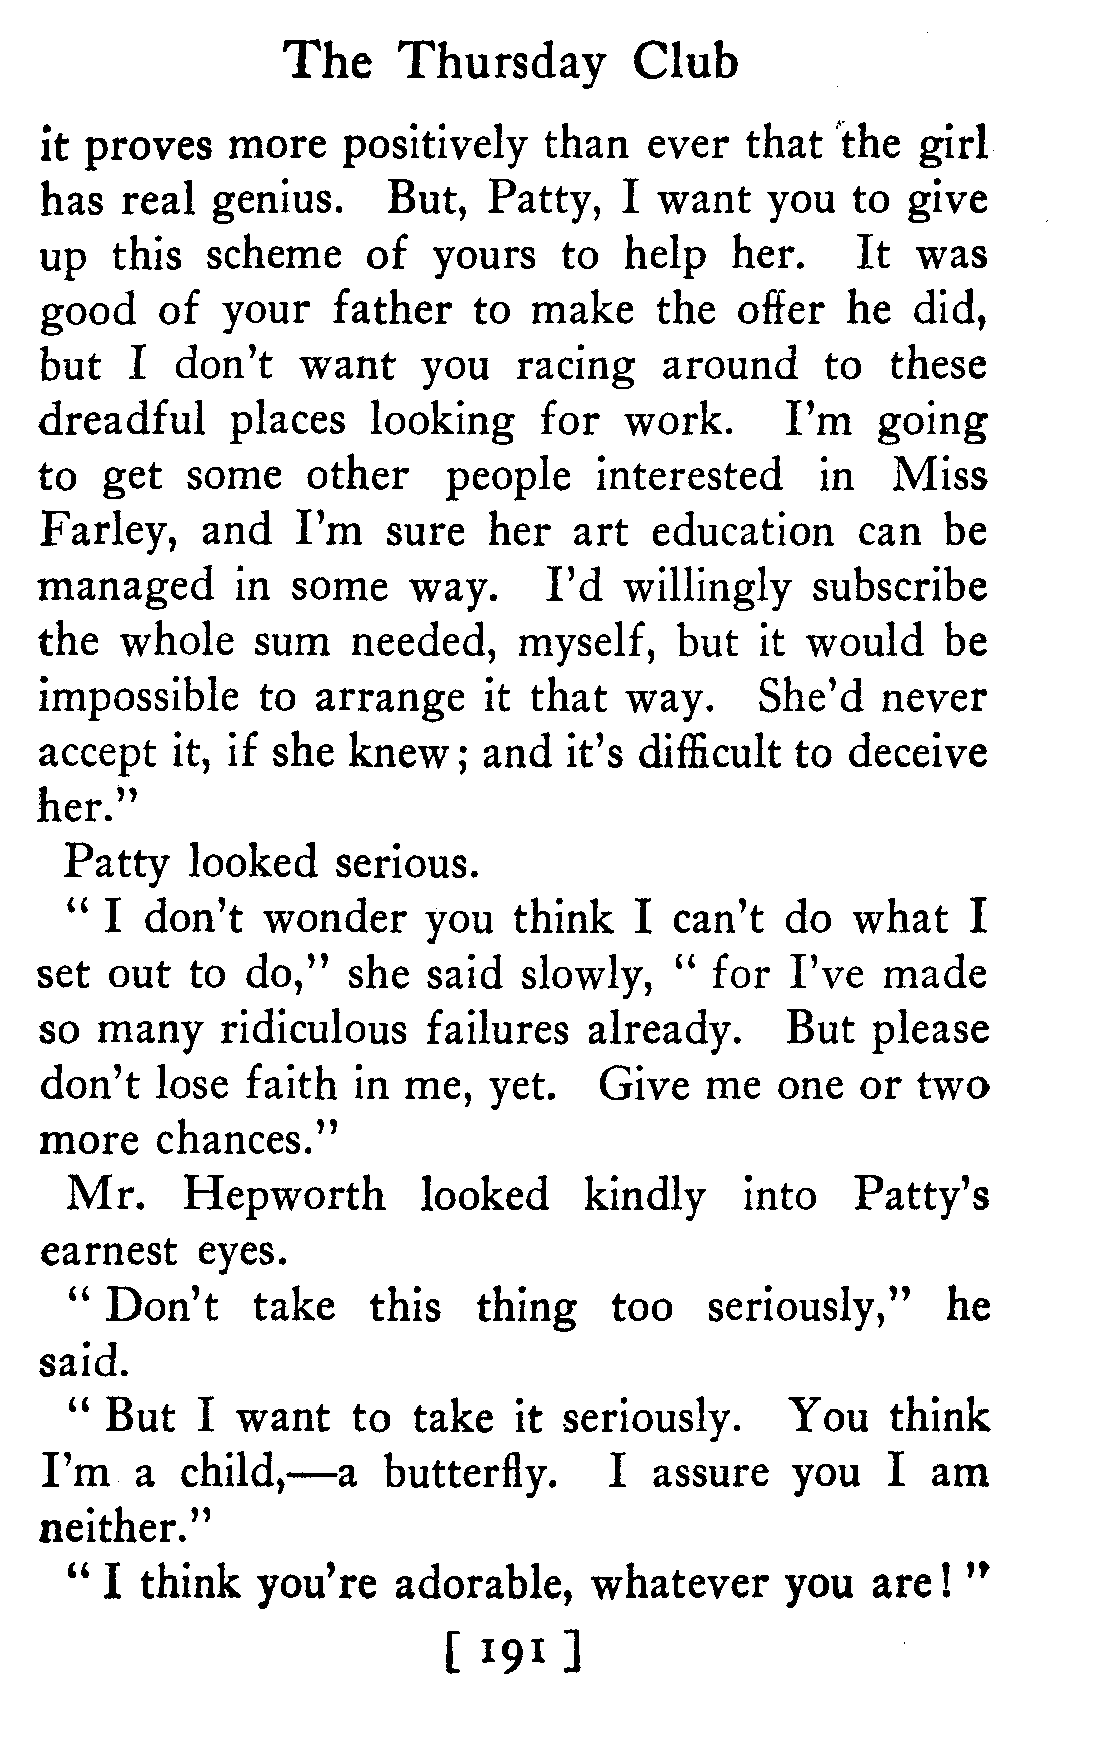 The Thursday Club
it proves more positively than ever that the girl
has real genius. But, Patty, I want you to give
up this scheme of yours to help her. It was
good of your father to make the offer he did,
but I don't want you racing around to these
dreadful places looking for work. I'm going
to get some other people interested in Miss
Farley, and I'm sure her art education can be
managed in some way. I'd willingly subscribe
the whole sum needed, myself, but it would be
impossible to arrange it that way. She'd never
accept it, if she knew; and it's difficult to deceive
her."
Patty looked serious.
" I don't wonder you think I can't do what I
set out to do," she said slowly, " for I've made
so many ridiculous failures already. But please
don't lose faith in me, yet. Give me one or two
more chances."
Mr. Hepworth looked kindly into Patty's
earnest eyes.
" Don't take this thing too seriously," he
said.
" But I want to take it seriously. You think
I'm a child,—a butterfly. I assure you I am
neither."
" I think you're adorable, whatever you are! "
[ 191 ]